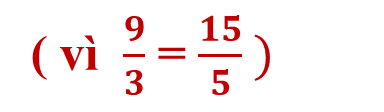 ( vì 9/3 = 15/5 )